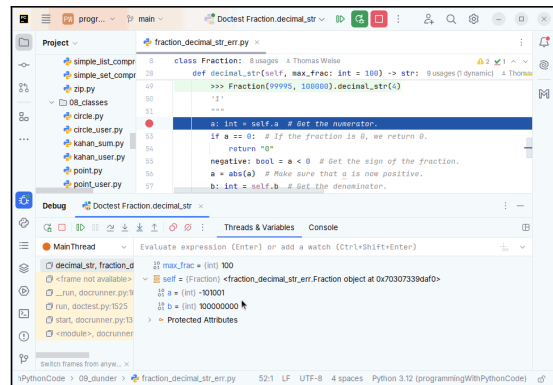 PC progr... main Doctest Fraction.decimal_str
Project fraction_decimal_str_err.py
simple_list_compr
simple_set_compr
zip.py
08_classes
circle.py
circle_user.py
kahan_sum.py
kahan_user.py
point.py
point_user.py
8 class Fraction: 8 usages Thomas Weise 2 1
28 def decimal_str(self, max_frac: int = 100) -> str: 9 usages (1 dynamic) Thomas
49 >>> Fraction(99995, 100000).decimal_str(4)
50 '1'
51 """
a: int = self.a # Get the numerator.
53 if a == 0: # If the fraction is 0, we return 0.
54 return "0"
55 negative: bool = a < 0 # Get the sign of the fraction.
56 a = abs(a) # Make sure that a is now positive.
57 b: int = self.b # Get the denominator.
Debug Doctest Fraction.decimal_str
Threads & Variables Console
MainThread
Evaluate expression (Enter) or add a watch (Ctrl+Shift+Enter)
decimal_str, fraction_d
<frame not available>
__run, docrunner.py:1
run, doctest.py:1525
start, docrunner.py:13
<module>, docrunner
Switch frames from anyw...
max_frac = {int} 100
self = {Fraction} <fraction_decimal_str_err.Fraction object at 0x70307339daf0>
a = {int} -101001
b = {int} 100000000
Protected Attributes
hPythonCode > 09_dunder > fraction_decimal_str_err.py 52:1 LF UTF-8 4 spaces Python 3.12 (programmingWithPythonCode)